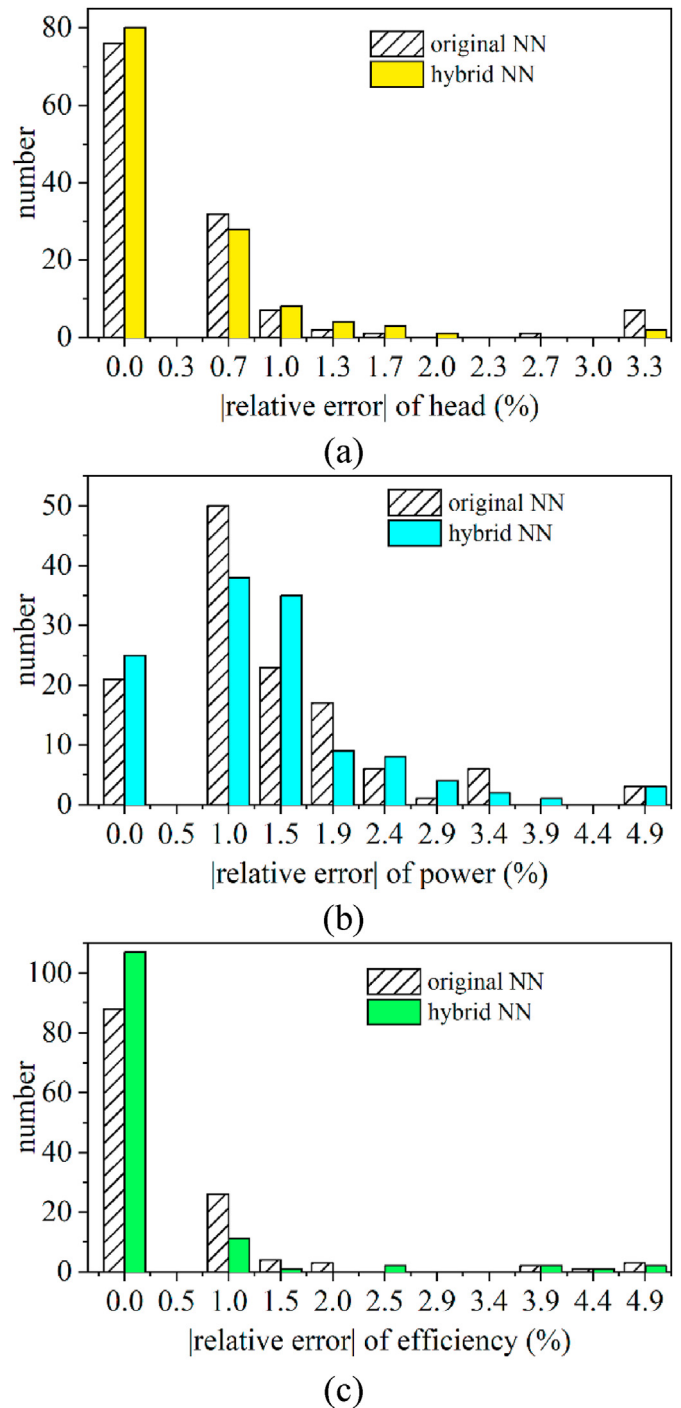 80
60
40
20
0
number
original NN
hybrid NN
0.0 0.3 0.7 1.0 1.3 1.7 2.0 2.3 2.7 3.0 3.3
|relative error| of head (%)
(a)
50
40
30
20
10
0
number
original NN
hybrid NN
0.0 0.5 1.0 1.5 1.9 2.4 2.9 3.4 3.9 4.4 4.9
|relative error| of power (%)
(b)
100
80
60
40
20
0
number
original NN
hybrid NN
0.0 0.5 1.0 1.5 2.0 2.5 2.9 3.4 3.9 4.4 4.9
|relative error| of efficiency (%)
(c)